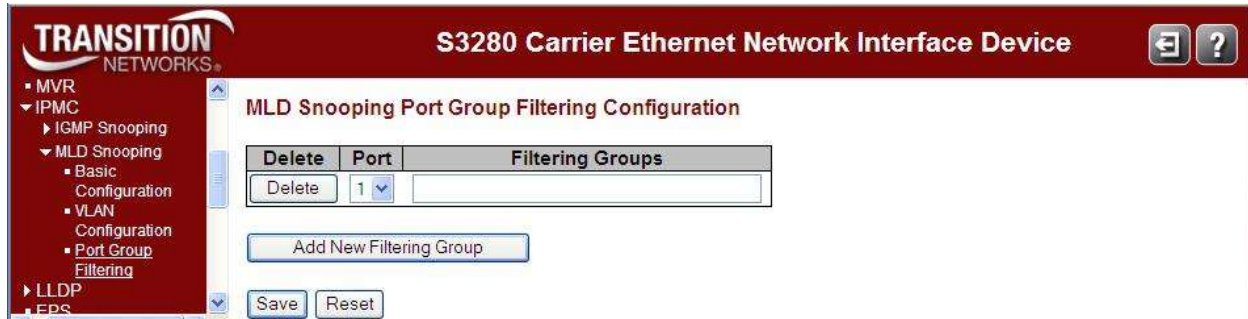 TRANSITION
NETWORKS®
S3280 Carrier Ethernet Network Interface Device
?
MVR
IPMC
IGMP Snooping
MLD Snooping
Basic
Configuration
VLAN
Configuration
Port Group
Filtering
LLDP
EPS
MLD Snooping Port Group Filtering Configuration
Delete Port Filtering Groups
Delete 1
Add New Filtering Group
Save Reset